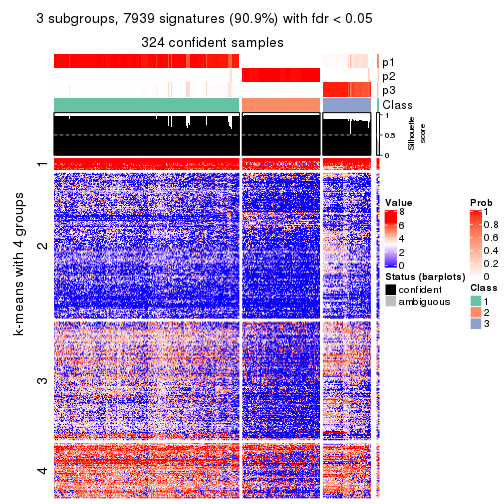 3 subgroups, 7939 signatures (90.9%) with fdr < 0.05
324 confident samples
p1
p2
p3
Class
1
0.5
0
Silhouette
score
k-means with 4 groups
1
2
3
4
Value
8
6
4
2
0
Status (barplots)
confident
ambiguous
Prob
1
0.8
0.6
0.4
0.2
0
Class
1
2
3